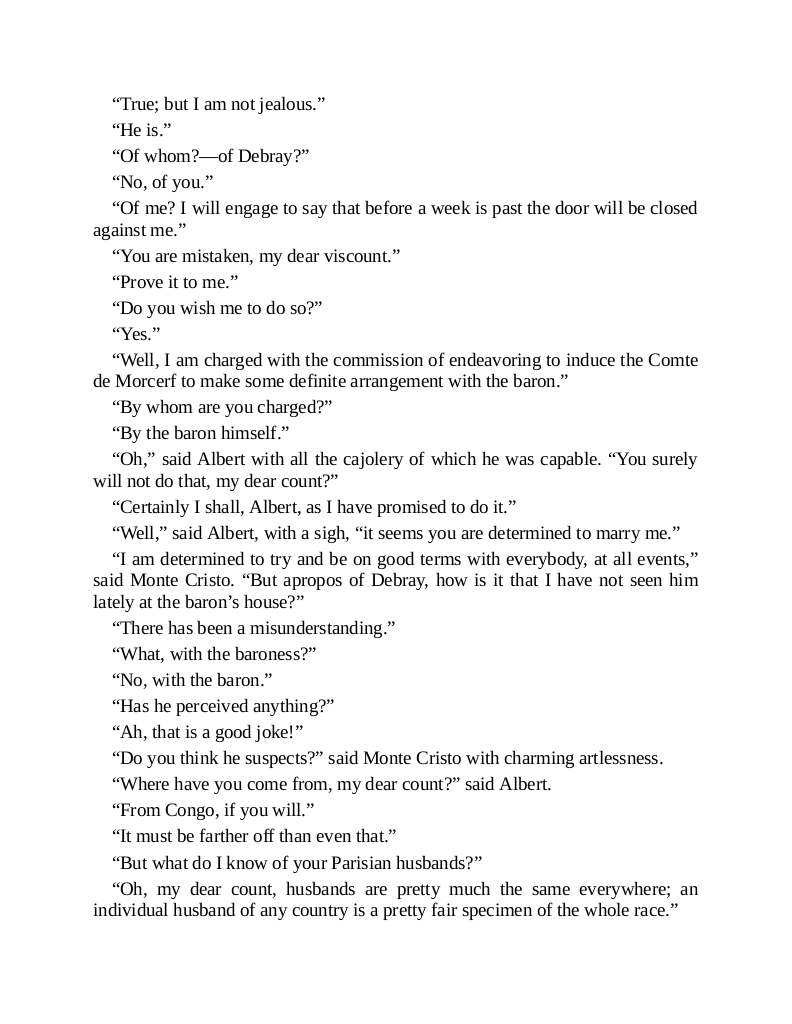 “True; but I am not jealous.”
“He is.”
“Of whom?—of Debray?”
“No, of you.”
“Of me? I will engage to say that before a week is past the door will be closed
against me.”
“You are mistaken, my dear viscount.”
“Prove it to me.”
“Do you wish me to do so?”
“Yes.”
“Well, I am charged with the commission of endeavoring to induce the Comte
de Morcerf to make some definite arrangement with the baron.”
“By whom are you charged?”
“By the baron himself.”
“Oh,” said Albert with all the cajolery of which he was capable. “You surely
will not do that, my dear count?”
“Certainly I shall, Albert, as I have promised to do it.”
“Well,” said Albert, with a sigh, “it seems you are determined to marry me.”
“I am determined to try and be on good terms with everybody, at all events,”
said Monte Cristo. “But apropos of Debray, how is it that I have not seen him
lately at the baron’s house?”
“There has been a misunderstanding.”
“What, with the baroness?”
“No, with the baron.”
“Has he perceived anything?”
“Ah, that is a good joke!”
“Do you think he suspects?” said Monte Cristo with charming artlessness.
“Where have you come from, my dear count?” said Albert.
“From Congo, if you will.”
“It must be farther off than even that.”
“But what do I know of your Parisian husbands?”
“Oh, my dear count, husbands are pretty much the same everywhere; an
individual husband of any country is a pretty fair specimen of the whole race.”